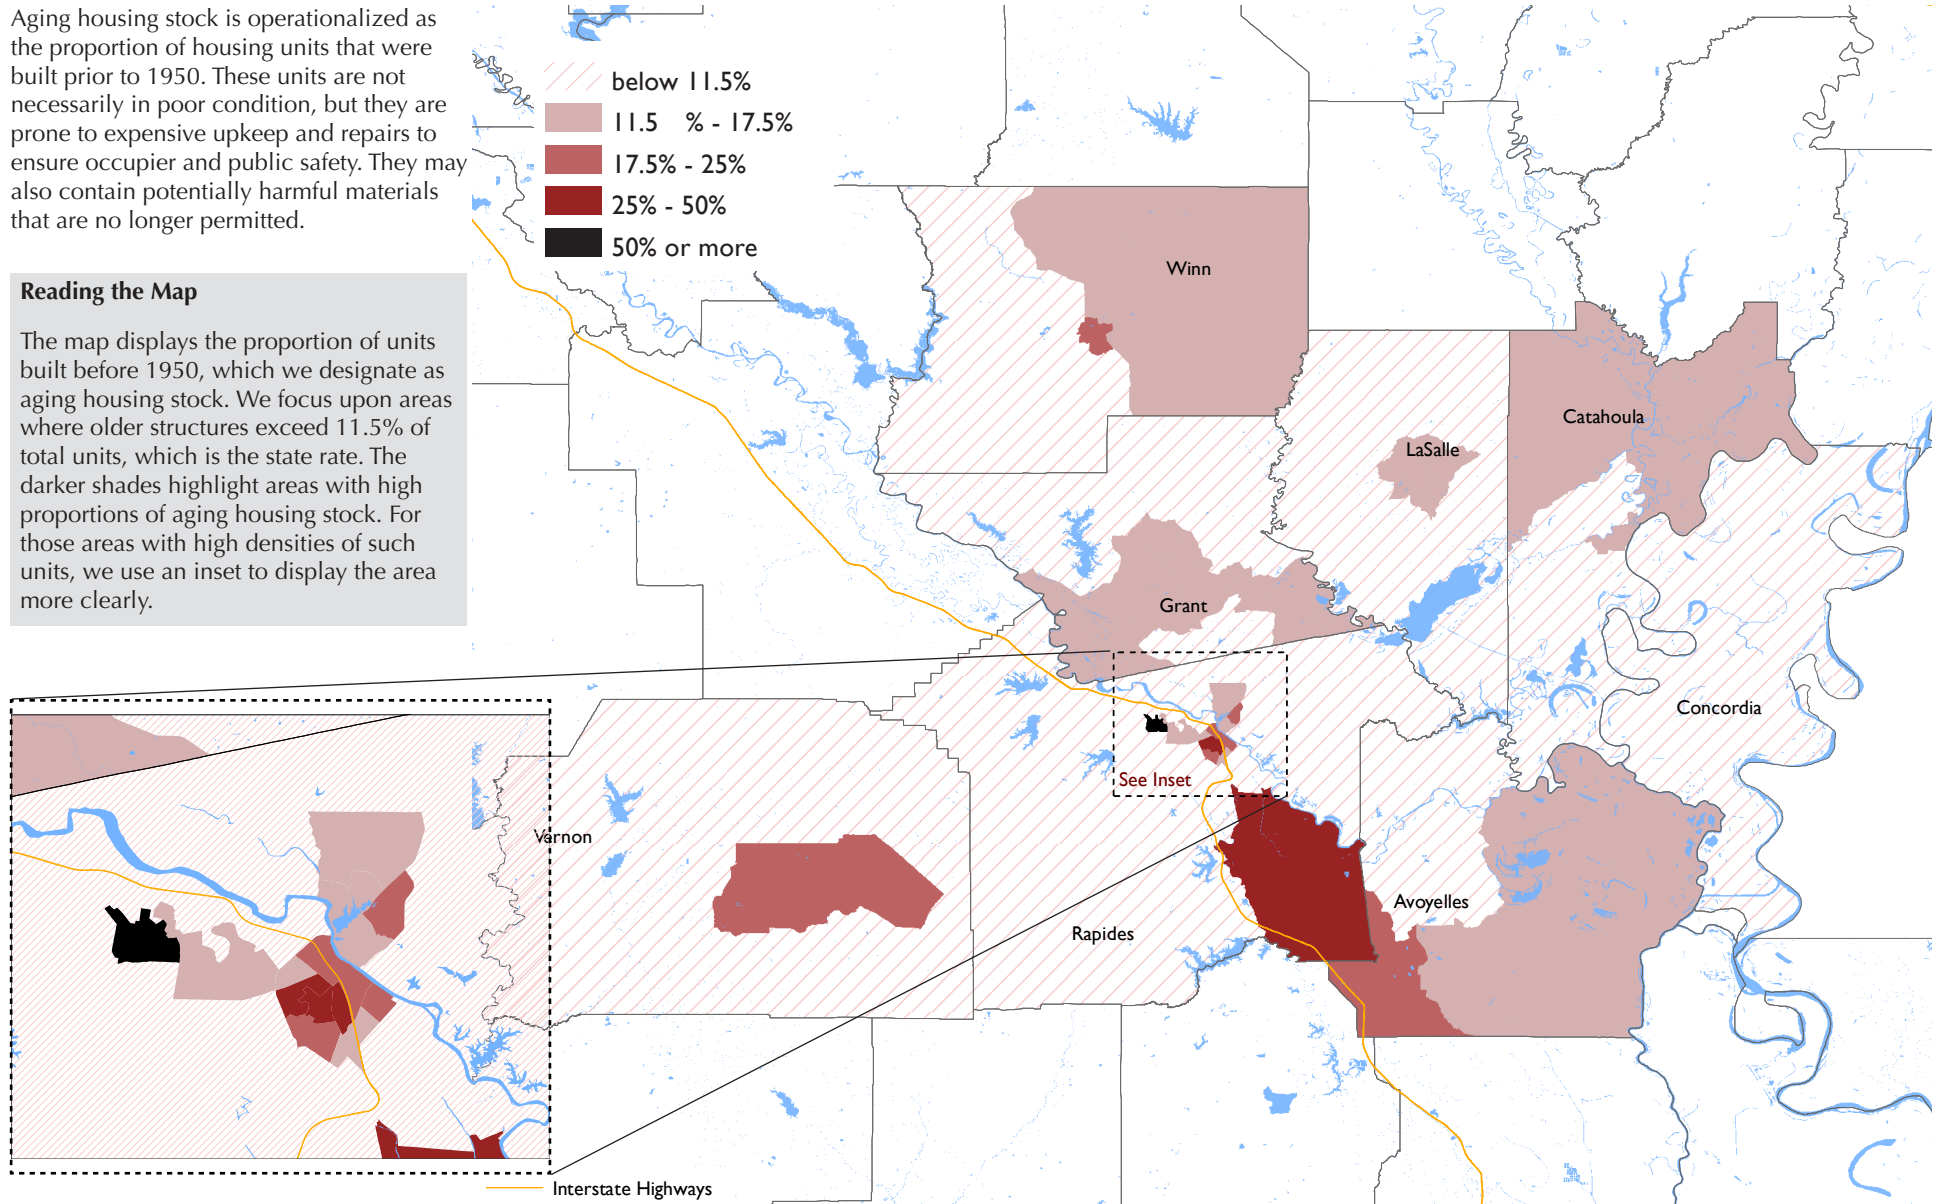 Aging housing stock is operationalized as
the proportion of housing units that were
built prior to 1950. These units are not
necessarily in poor condition, but they are
prone to expensive upkeep and repairs to
ensure occupier and public safety. They may
also contain potentially harmful materials
that are no longer permitted.
Reading the Map
The map displays the proportion of units
built before 1950, which we designate as
aging housing stock. We focus upon areas
where older structures exceed 11.5% of
total units, which is the state rate. The
darker shades highlight areas with high
proportions of aging housing stock. For
those areas with high densities of such
units, we use an inset to display the area
more clearly.
below 11.5%
11.5 % - 17.5%
17.5% - 25%
25% - 50%
50% or more
Winn
Catahoula
LaSalle
Grant
Concordia
See Inset
Vernon
Avoyelles
Rapides
Interstate Highways